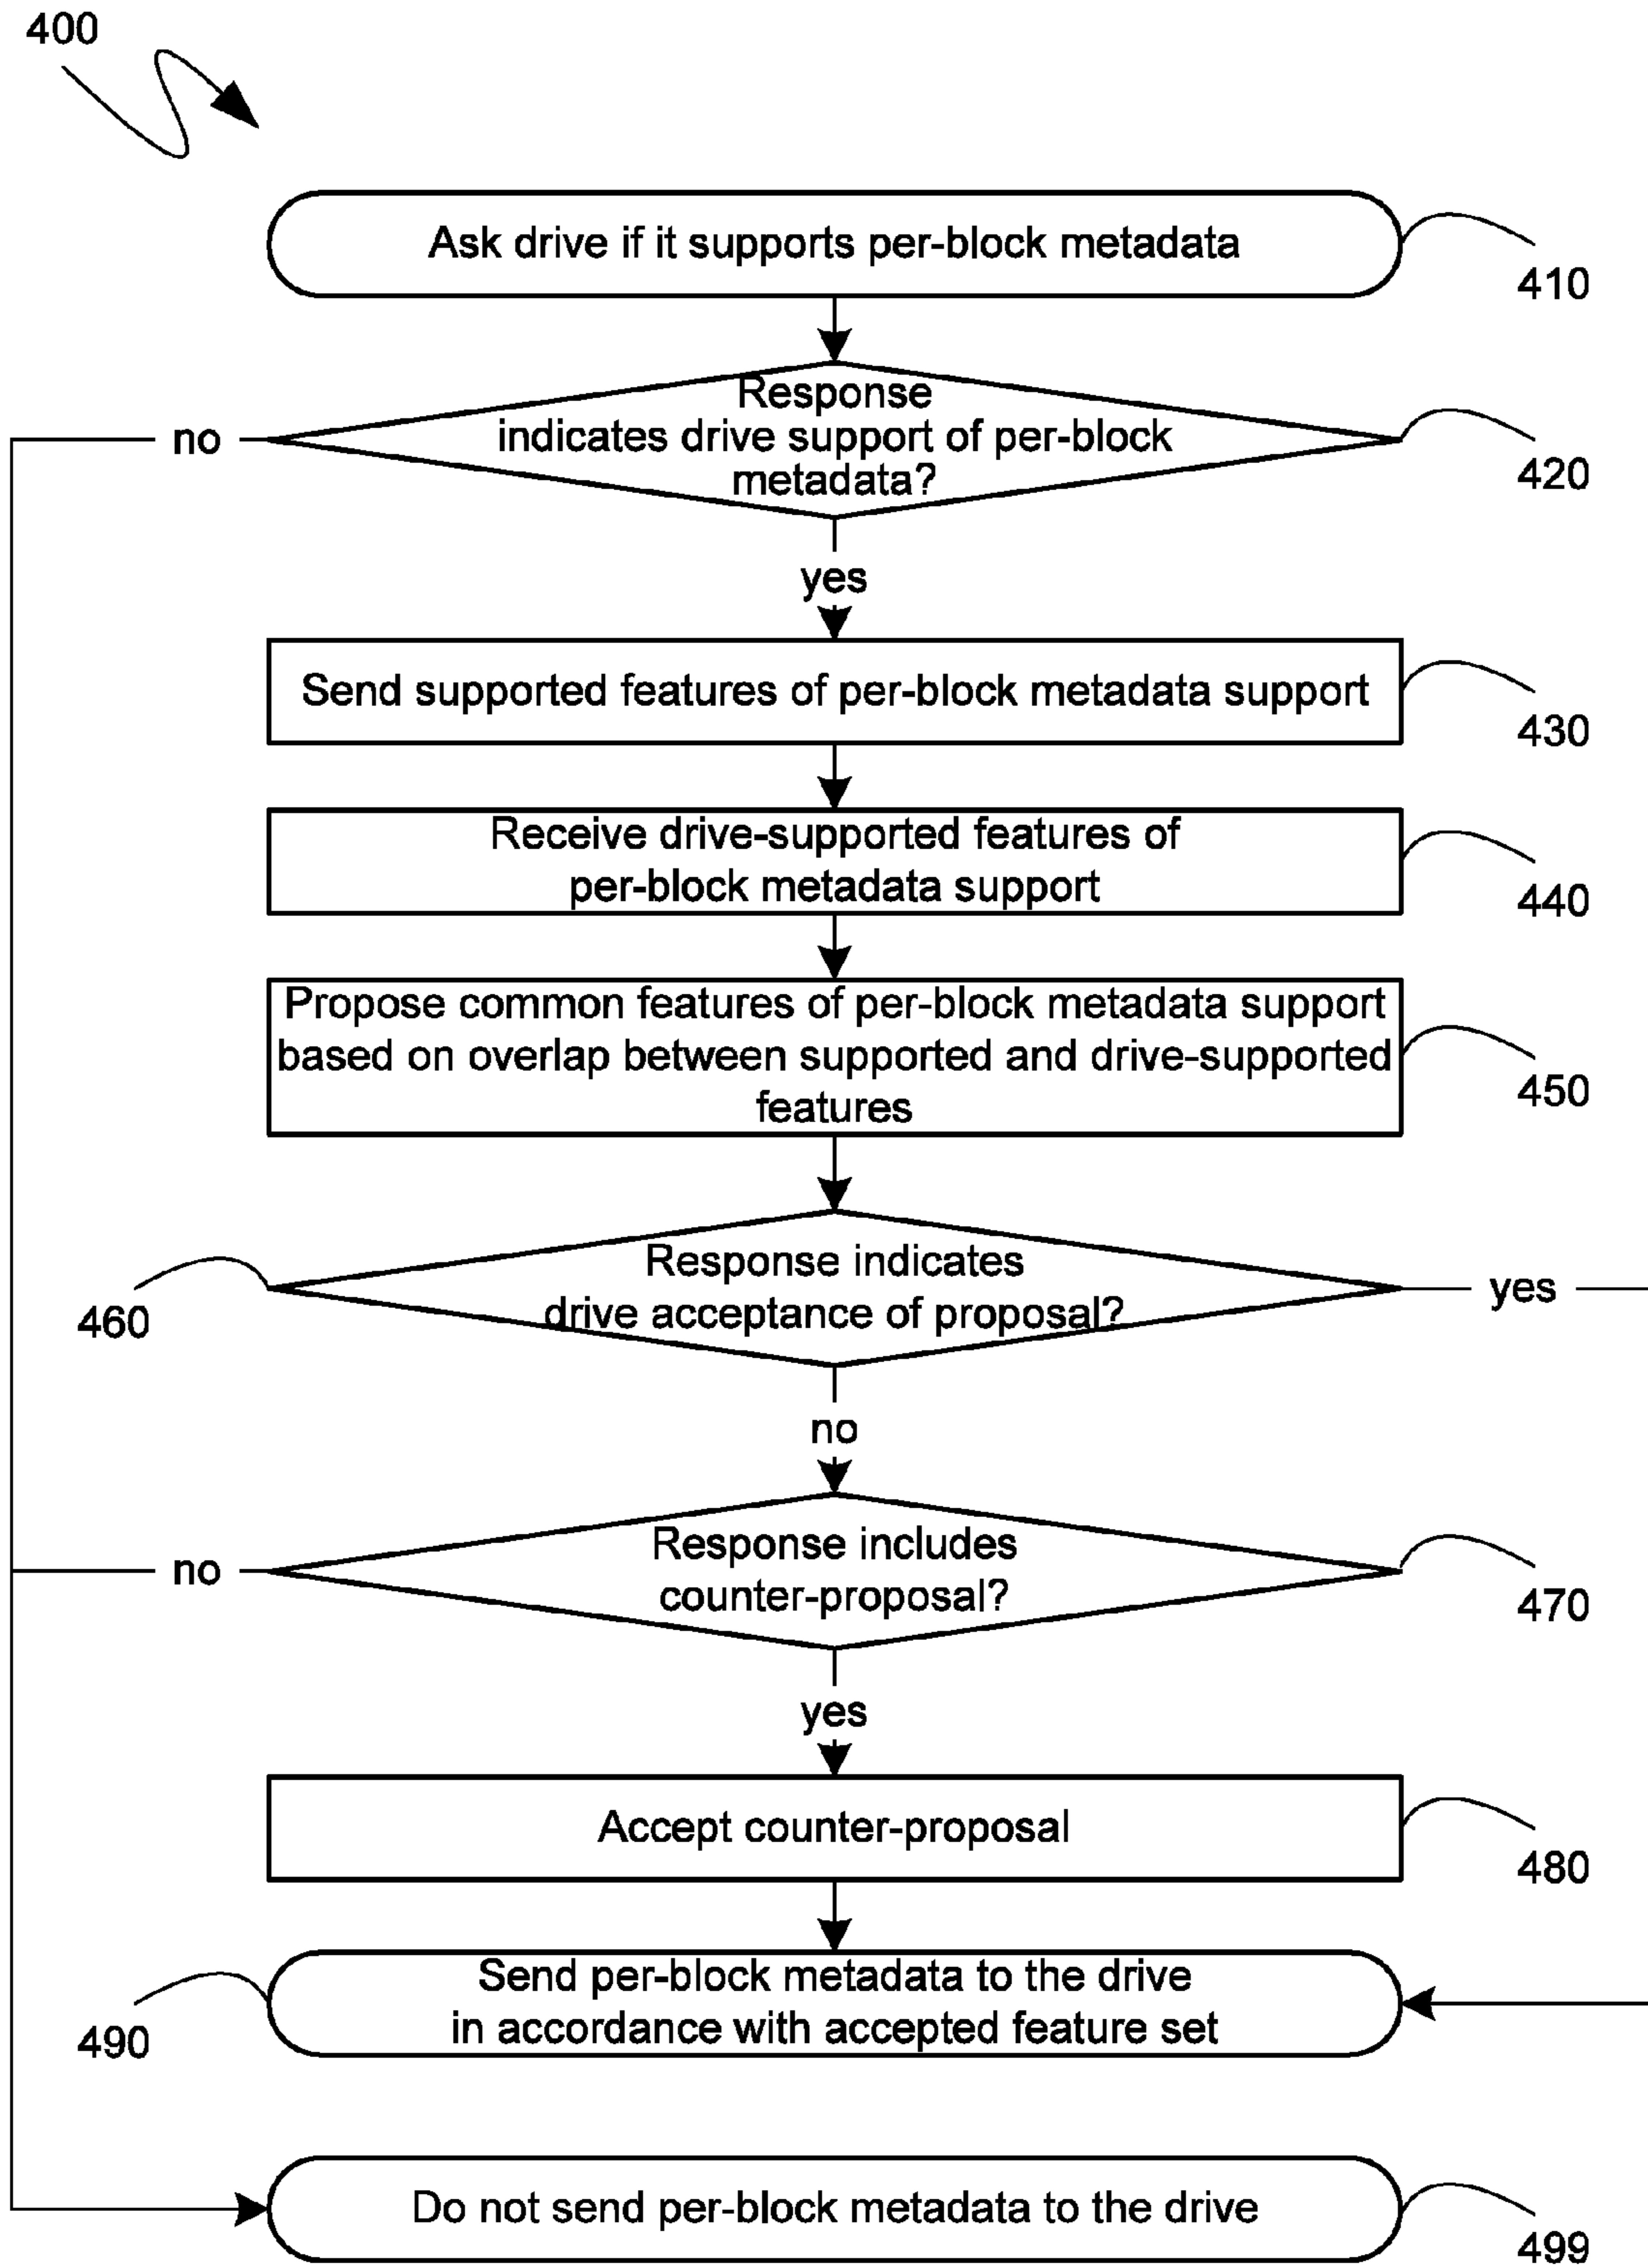 400
Ask drive if it supports per-block metadata
410
Response
indicates drive support of per-block
metadata?
no
420
yes
Send supported features of per-block metadata support
430
Receive drive-supported features of
per-block metadata support
440
Propose common features of per-block metadata support
based on overlap between supported and drive-supported
features
450
Response indicates
drive acceptance of proposal?
yes
460
no
Response includes
counter-proposal?
no
470
yes
Accept counter-proposal
480
Send per-block metadata to the drive
in accordance with accepted feature set
490
Do not send per-block metadata to the drive
499